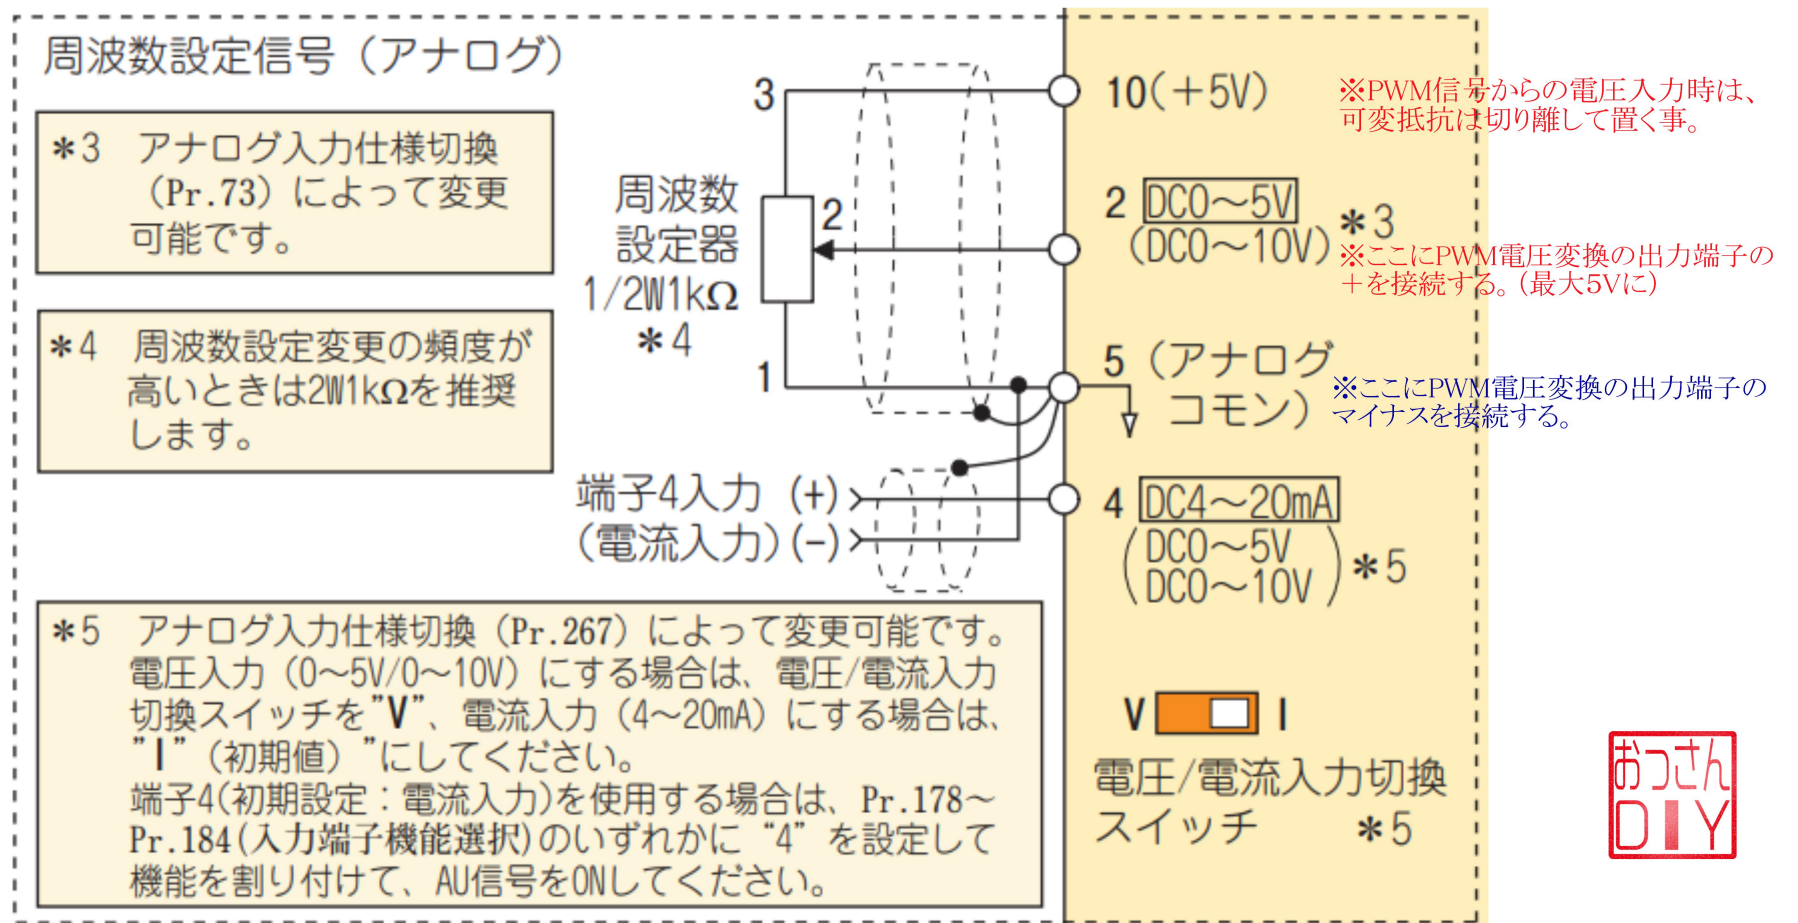 周波数設定信号（アナログ）
＊3 アナログ入力仕様切換
（Pr.73）によって変更
可能です。
＊4 周波数設定変更の頻度が
高いときは2W1kΩを推奨
します。
周波数
設定器
1/2W1kΩ
＊4
3
2
1
端子4入力 (+)
（電流入力）(−)
10(＋5V)
※PWM信号からの電圧入力時は、
可変抵抗は切り離して置く事。
2 DC0～5V
(DC0～10V) ＊3
※ここにPWM電圧変換の出力端子の
＋を接続する。（最大5Vに）
5 （アナログ
コモン）
※ここにPWM電圧変換の出力端子の
マイナスを接続する。
4 DC4～20mA
(DC0～5V
DC0～10V) ＊5
V I
電圧/電流入力切換
スイッチ ＊5
＊5 アナログ入力仕様切換（Pr.267）によって変更可能です。
電圧入力（0～5V/0～10V）にする場合は、電圧/電流入力
切換スイッチを”V”、電流入力（4～20mA）にする場合は、
”I”（初期値）”にしてください。
端子4(初期設定：電流入力)を使用する場合は、Pr.178～
Pr.184(入力端子機能選択)のいずれかに“4”を設定して
機能を割り付けて、AU信号をONしてください。
おっさん
DIY